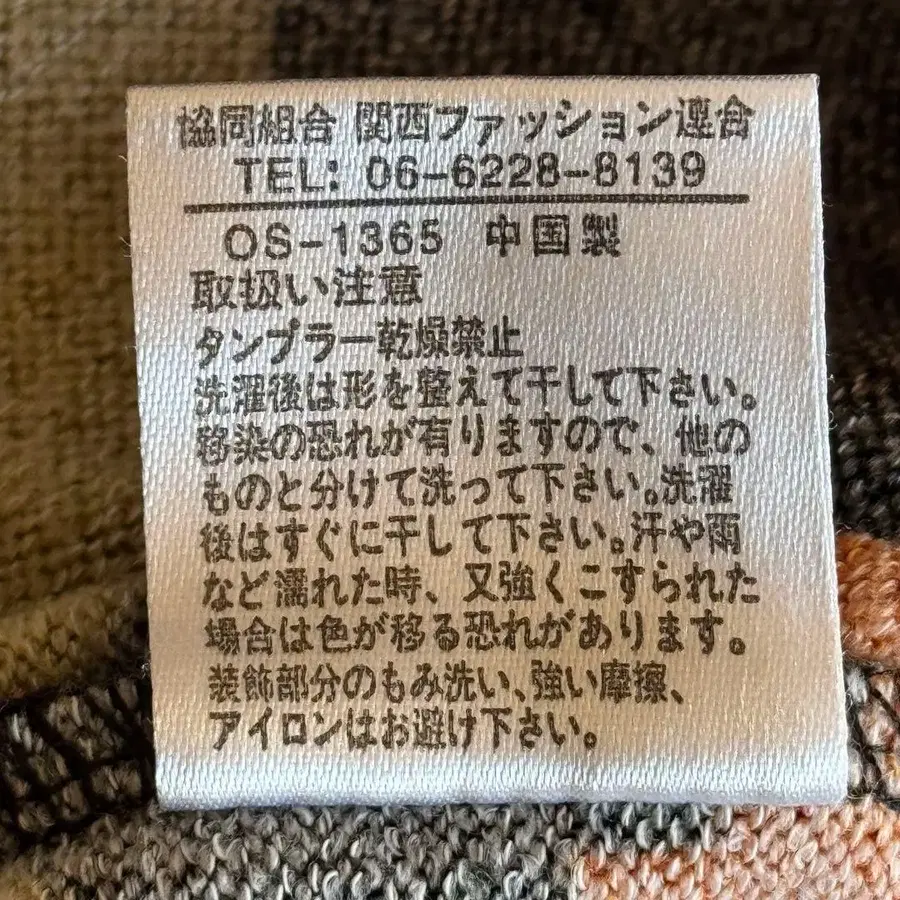 協同組合 関西ファッション連合
TEL: 06-6228-8139
OS-1365 中国製
取扱い注意
タンブラー乾燥禁止
洗濯後は形を整えて干して下さい。
移染の恐れが有りますので、他の
ものと分けて洗って下さい。洗濯
後はすぐに干して下さい。汗や雨
など濡れた時、又強くこすられた
場合は色が移る恐れがあります。
装飾部分のもみ洗い、強い摩擦、
アイロンはお避け下さい。